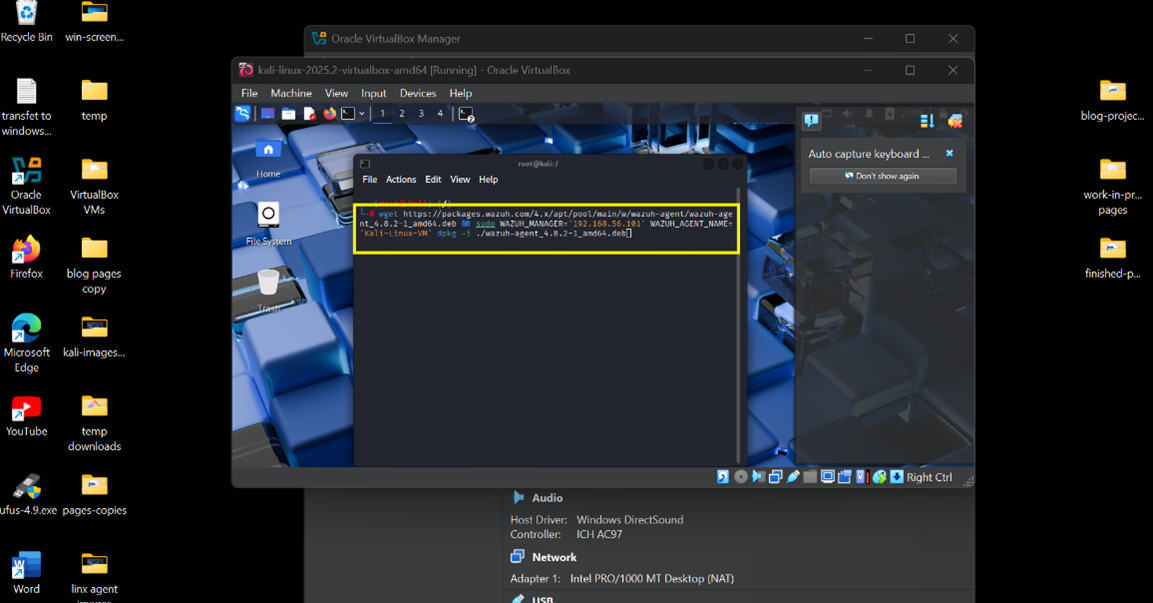 Recycle Bin
win-screen...
transfet to
windows...
temp
Oracle
VirtualBox
VirtualBox
VMs
Firefox
blog pages
copy
Microsoft
Edge
kali-images...
YouTube
temp
downloads
ufus-4.9.exe
pages-copies
Word
linx agent
Oracle VirtualBox Manager
kali-linux-2025.2-virtualbox-amd64 [Running] - Oracle VirtualBox
File Machine View Input Devices Help
1 2 3 4
Home
File System
Trash
root@kali: /
File Actions Edit View Help
wget https://packages.wazuh.com/4.x/apt/pool/main/w/wazuh-agent/wazuh-age
nt_4.8.2-1_amd64.deb && sudo WAZUH_MANAGER='192.168.56.101' WAZUH_AGENT_NAME=
'Kali-Linux-VM' dpkg -i ./wazuh-agent_4.8.2-1_amd64.deb
Auto capture keyboard ...
Don't show again
Right Ctrl
Audio
Host Driver: Windows DirectSound
Controller: ICH AC97
Network
Adapter 1: Intel PRO/1000 MT Desktop (NAT)
USB
blog-projec...
work-in-pr...
pages
finished-p...